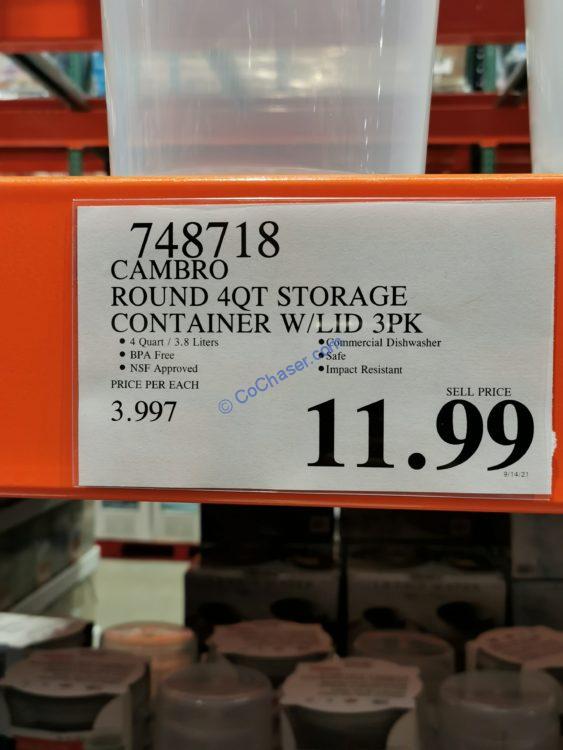 748718
CAMBRO
ROUND 4QT STORAGE
CONTAINER W/LID 3PK
• 4 Quart / 3.8 Liters
• BPA Free
• NSF Approved
• Commercial Dishwasher
• Safe
• Impact Resistant
PRICE PER EACH
3.997
SELL PRICE
11.99
9/14/21
© CoChaser.com